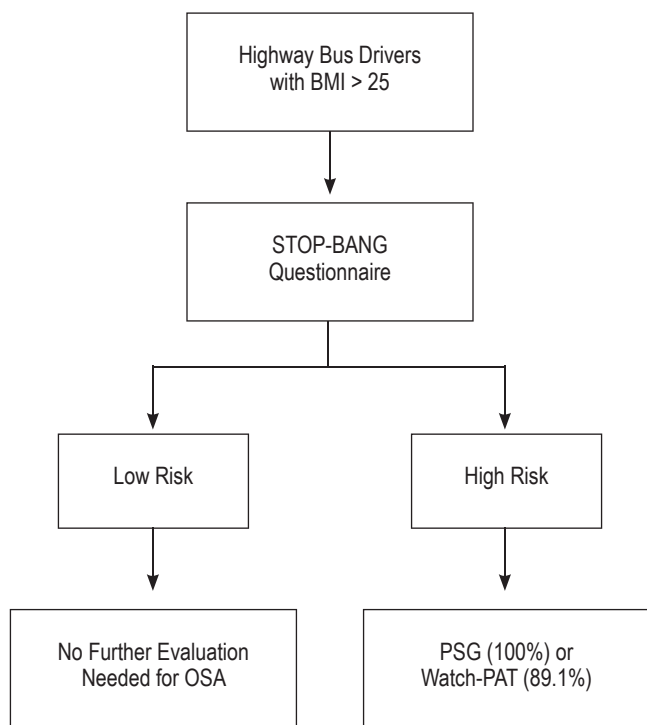 Highway Bus Drivers
with BMI > 25
STOP-BANG
Questionnaire
Low Risk
High Risk
No Further Evaluation
Needed for OSA
PSG (100%) or
Watch-PAT (89.1%)